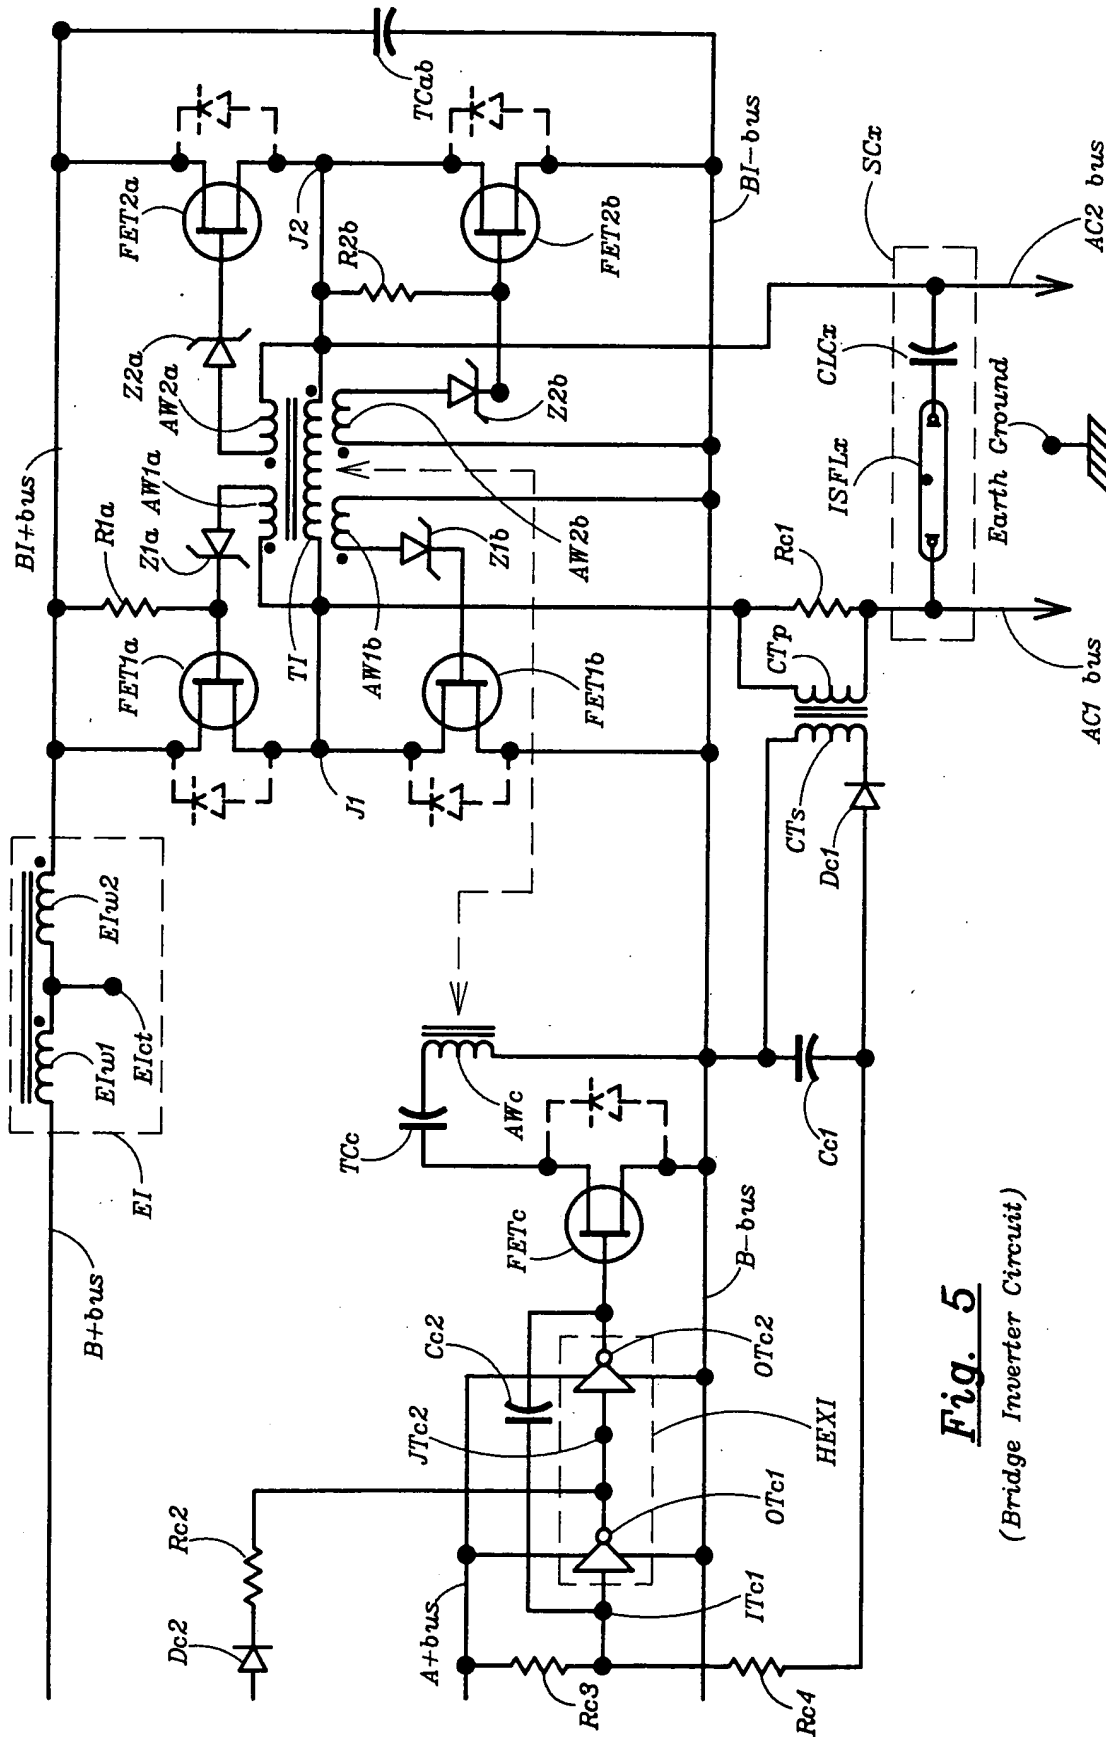 B+bus
EI
EIw1
EIct
EIw2
BI+bus
R1a
Z1a
AW1a
AW2a
Z2a
FET1a
FET2a
J1
TI
J2
R2b
TCab
AW1b
FET1b
Z1b
AW2b
Z2b
FET2b
BI-bus
Dc2
Rc2
A+bus
JTc2
Cc2
FETc
TCc
AWc
Rc3
ITc1
OTc1
HEXI
OTc2
B-bus
Rc4
Cc1
Dc1
CTs
CTp
Rc1
ISFLx
CLCx
SCx
Earth Ground
AC1 bus
AC2 bus
Fig. 5
(Bridge Inverter Circuit)